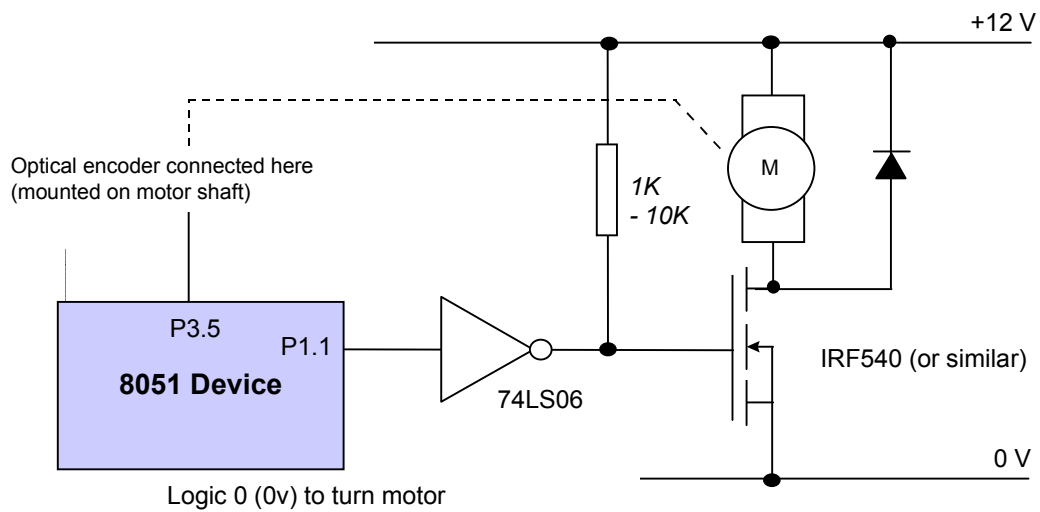 +12 V
Optical encoder connected here
(mounted on motor shaft)
M
1K
- 10K
P3.5
P1.1
8051 Device
74LS06
IRF540 (or similar)
0 V
Logic 0 (0v) to turn motor